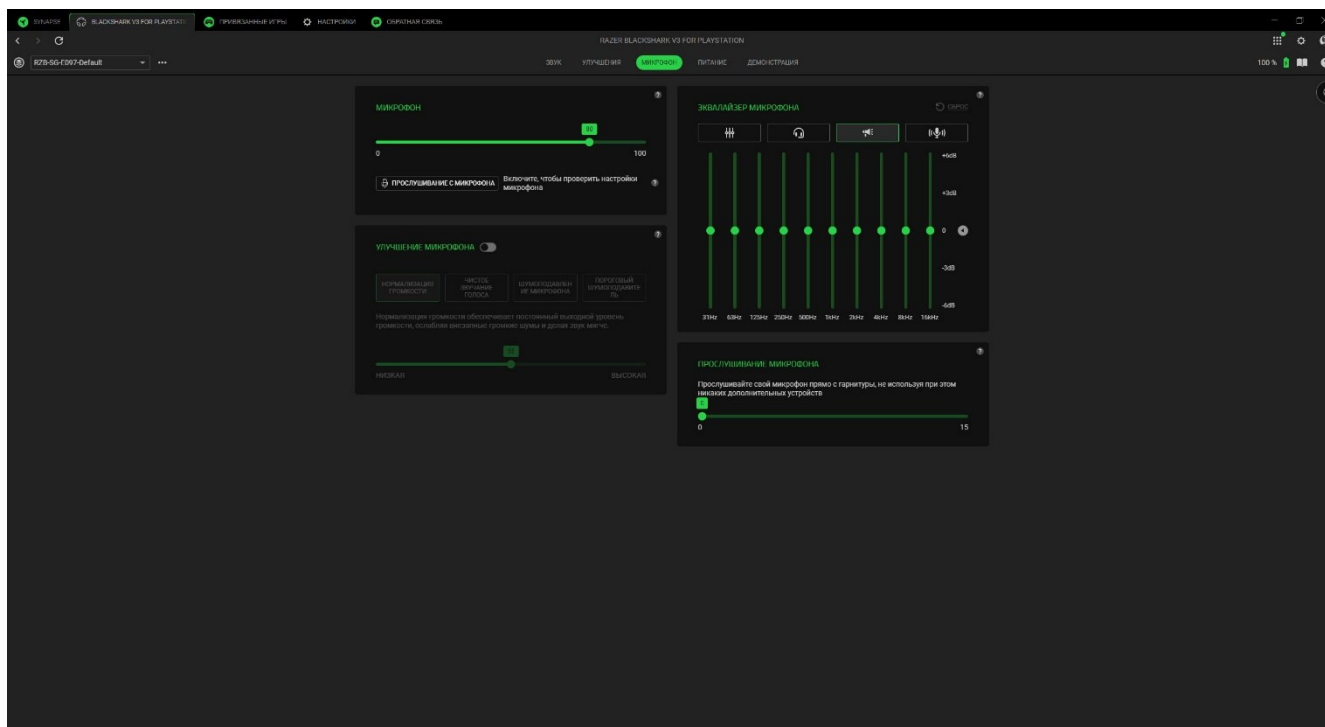 SYNAPSE
BLACKSHARK V3 FOR PLAYSTATI
ПРИВЯЗАННЫЕ ИГРЫ
НАСТРОЙКИ
ОБРАТНАЯ СВЯЗЬ
RAZER BLACKSHARK V3 FOR PLAYSTATION
ЗВУК
УЛУЧШЕНИЯ
МИКРОФОН
ПИТАНИЕ
ДЕМОНСТРАЦИЯ
100 %
МИКРОФОН
0
100
ПРОСЛУШИВАНИЕ С МИКРОФОНА
Включите, чтобы проверить настройки
микрофона
УЛУЧШЕНИЕ МИКРОФОНА
НОРМАЛИЗАЦИЯ
ГРОМКОСТИ
ЧИСТОЕ
ЗВУЧАНИЕ
ГОЛОСА
ШУМОПОДАВЛЕН
ИЕ МИКРОФОНА
ПОРОГОВЫЙ
ШУМОПОДАВИТЕ
ЛЬ
Нормализация громкости обеспечивает постоянный выходной уровень
громкости, ослабляя внезапные громкие шумы и делая звук мягче.
НИЗКАЯ
ВЫСОКАЯ
ЭКВАЛАЙЗЕР МИКРОФОНА
СБРОС
+6dB
+3dB
0
-3dB
-6dB
31Hz 63Hz 125Hz 250Hz 500Hz 1kHz 2kHz 4kHz 8kHz 16kHz
ПРОСЛУШИВАНИЕ МИКРОФОНА
Прослушивайте свой микрофон прямо с гарнитуры, не используя при этом
никаких дополнительных устройств
0
0
15